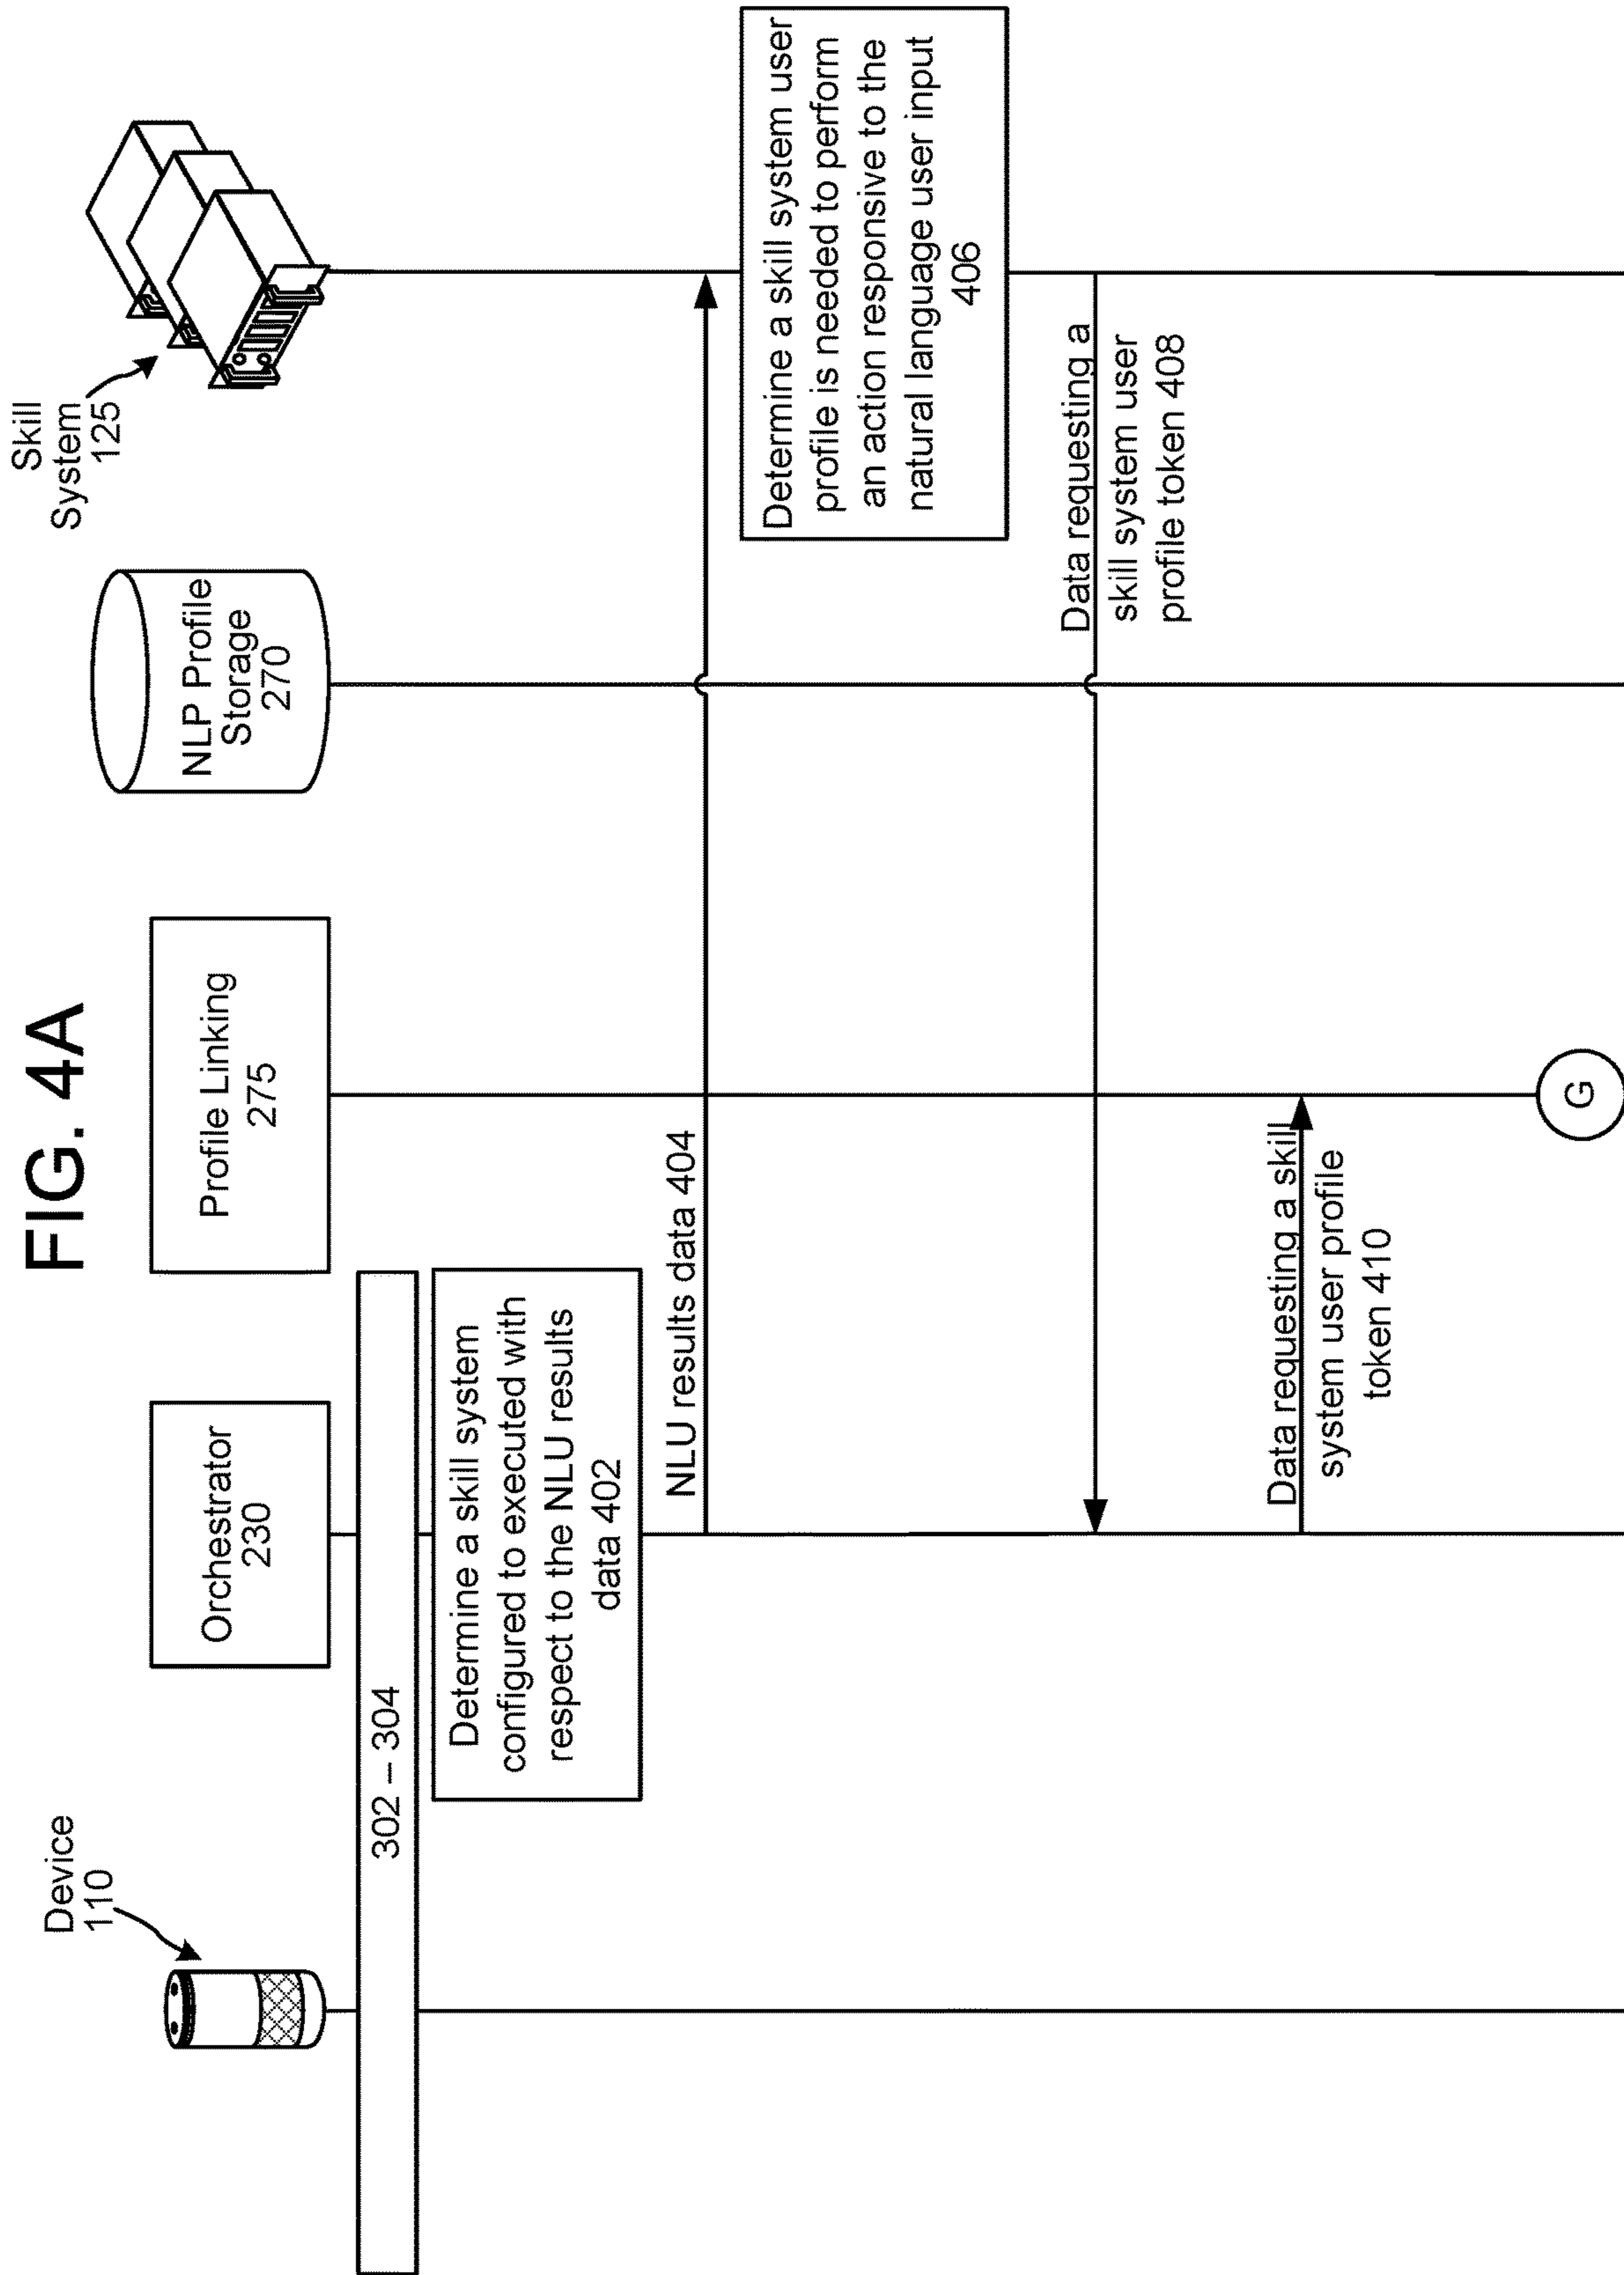 FIG. 4A
Device
110
Orchestrator
230
Profile Linking
275
NLP Profile
Storage
270
Skill
System
125
302 – 304
Determine a skill system
configured to executed with
respect to the NLU results
data 402
NLU results data 404
Determine a skill system user
profile is needed to perform
an action responsive to the
natural language user input
406
Data requesting a
skill system user
profile token 408
Data requesting a skill
system user profile
token 410
G